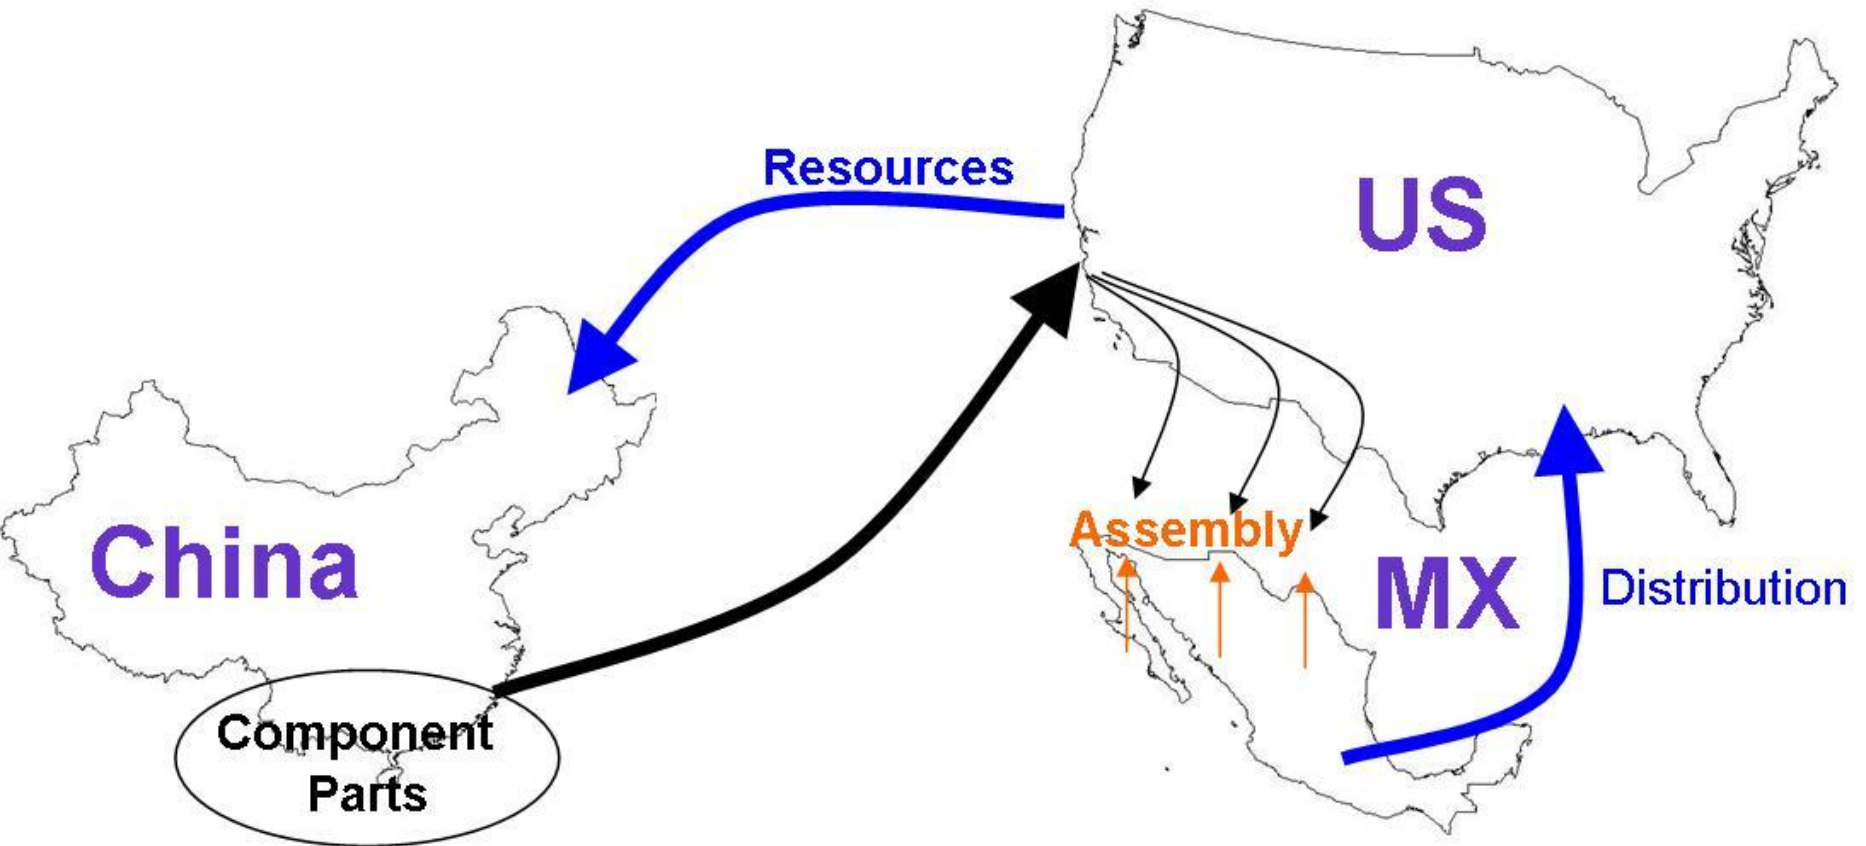 Resources
US
China
Assembly
MX
Distribution
Component
Parts